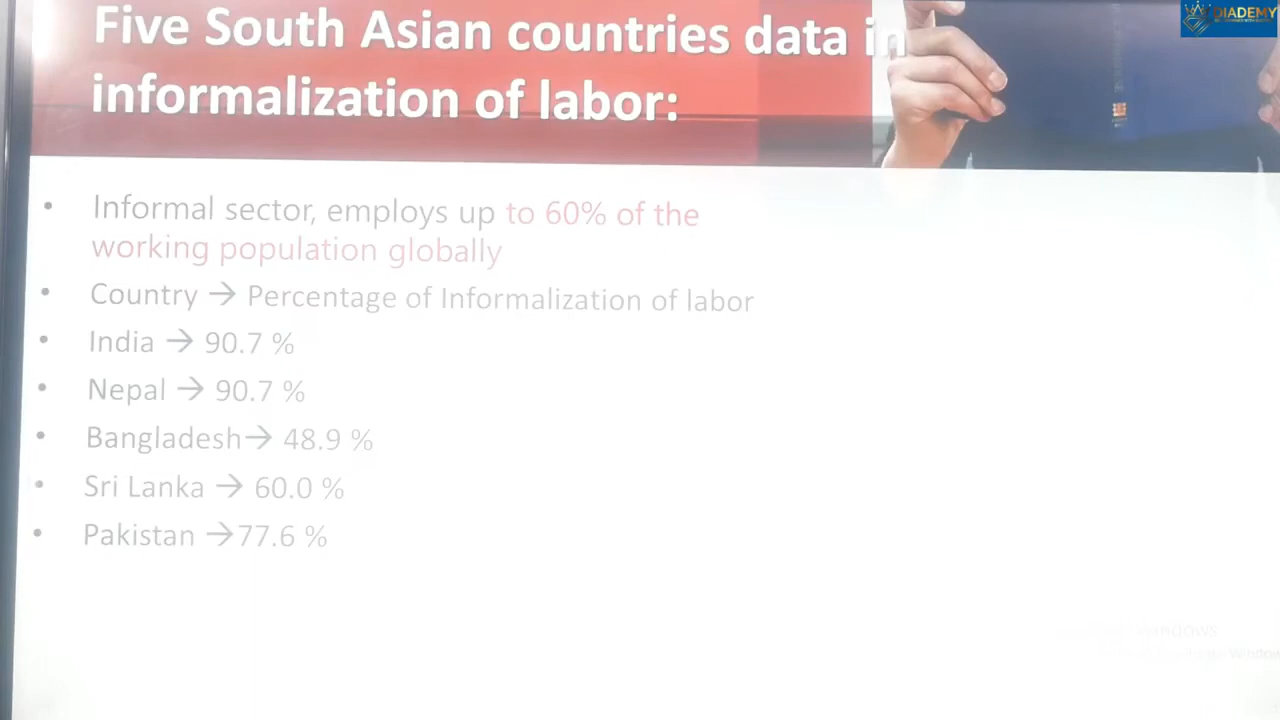 Five South Asian countries data in
informalization of labor:
DIADEMY
• Informal sector, employs up to 60% of the
working population globally
• Country → Percentage of Informalization of labor
• India → 90.7 %
• Nepal → 90.7 %
• Bangladesh→ 48.9 %
• Sri Lanka → 60.0 %
• Pakistan →77.6 %